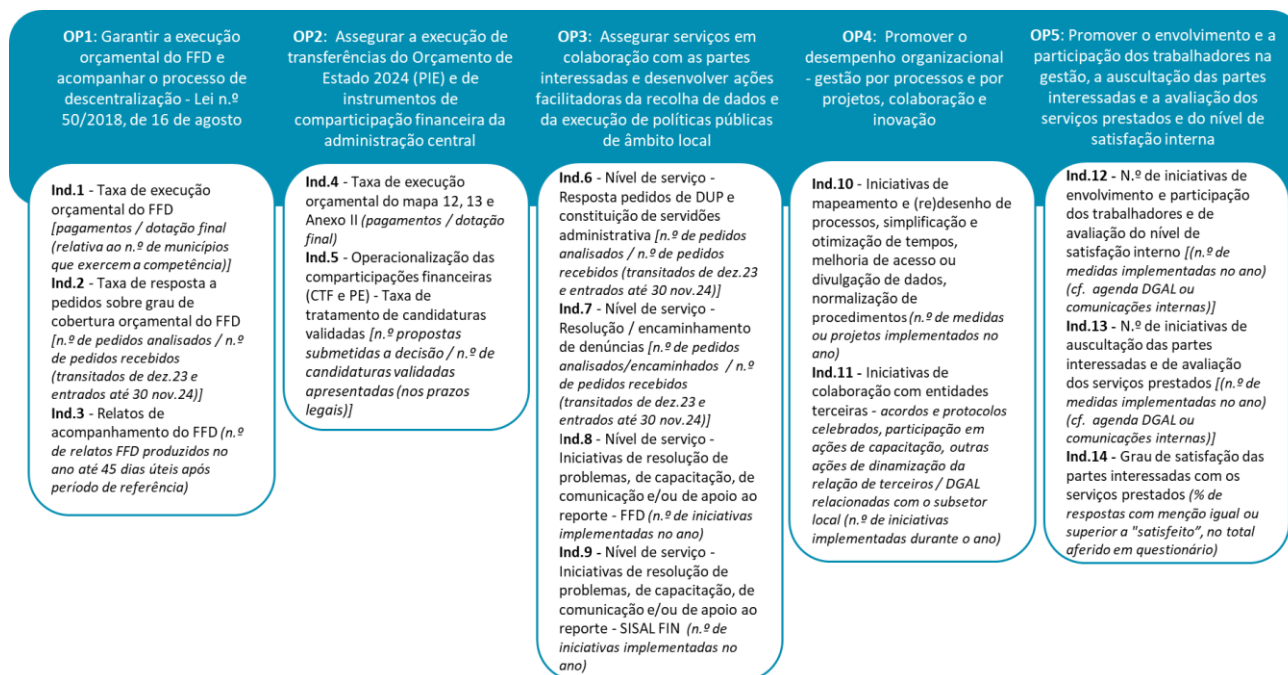 OP1: Garantir a execução
orçamental do FFD e
acompanhar o processo de
descentralização - Lei n.º
50/2018, de 16 de agosto
Ind.1 - Taxa de execução
orçamental do FFD
[pagamentos / dotação final
(relativa ao n.º de municípios
que exercem a competência)]
Ind.2 - Taxa de resposta a
pedidos sobre grau de
cobertura orçamental do FFD
[n.º de pedidos analisados / n.º
de pedidos recebidos
(transitados de dez.23 e
entrados até 30 nov.24)]
Ind.3 - Relatos de
acompanhamento do FFD (n.º
de relatos FFD produzidos no
ano até 45 dias úteis após
período de referência)
OP2: Assegurar a execução de
transferências do Orçamento de
Estado 2024 (PIE) e de
instrumentos de
comparticipação financeira da
administração central
Ind.4 - Taxa de execução
orçamental do mapa 12, 13 e
Anexo II (pagamentos / dotação
final)
Ind.5 - Operacionalização das
comparticipações financeiras
(CTF e PE) - Taxa de
tratamento de candidaturas
validadas [n.º propostas
submetidas a decisão / n.º de
candidaturas validadas
apresentadas (nos prazos
legais)]
OP3: Assegurar serviços em
colaboração com as partes
interessadas e desenvolver ações
facilitadoras da recolha de dados e
da execução de políticas públicas
de âmbito local
Ind.6 - Nível de serviço -
Resposta pedidos de DUP e
constituição de servidões
administrativa [n.º de pedidos
analisados / n.º de pedidos
recebidos (transitados de dez.23
e entrados até 30 nov.24)]
Ind.7 - Nível de serviço -
Resolução / encaminhamento
de denúncias [n.º de pedidos
analisados/encaminhados / n.º
de pedidos recebidos
(transitados de dez.23 e
entrados até 30 nov.24)]
Ind.8 - Nível de serviço -
Iniciativas de resolução de
problemas, de capacitação, de
comunicação e/ou de apoio ao
reporte - FFD (n.º de iniciativas
implementadas no ano)
Ind.9 - Nível de serviço -
Iniciativas de resolução de
problemas, de capacitação, de
comunicação e/ou de apoio ao
reporte - SISAL FIN (n.º de
iniciativas implementadas no
ano)
OP4: Promover o
desempenho organizacional
- gestão por processos e por
projetos, colaboração e
inovação
Ind.10 - Iniciativas de
mapeamento e (re)desenho de
processos, simplificação e
otimização de tempos,
melhoria de acesso ou
divulgação de dados,
normalização de
procedimentos (n.º de medidas
ou projetos implementados no
ano)
Ind.11 - Iniciativas de
colaboração com entidades
terceiras - acordos e protocolos
celebrados, participação em
ações de capacitação, outras
ações de dinamização da
relação de terceiros / DGAL
relacionadas com o subsetor
local (n.º de iniciativas
implementadas durante o ano)
OP5: Promover o envolvimento e a
participação dos trabalhadores na
gestão, a auscultação das partes
interessadas e a avaliação dos
serviços prestados e do nível de
satisfação interna
Ind.12 - N.º de iniciativas de
envolvimento e participação
dos trabalhadores e de
avaliação do nível de
satisfação interno [(n.º de
medidas implementadas no ano)
(cf. agenda DGAL ou
comunicações internas)]
Ind.13 - N.º de iniciativas de
auscultação das partes
interessadas e de avaliação
dos serviços prestados [(n.º de
medidas implementadas no ano)
(cf. agenda DGAL ou
comunicações internas)]
Ind.14 - Grau de satisfação das
partes interessadas com os
serviços prestados (% de
respostas com menção igual ou
superior a "satisfeito”, no total
aferido em questionário)